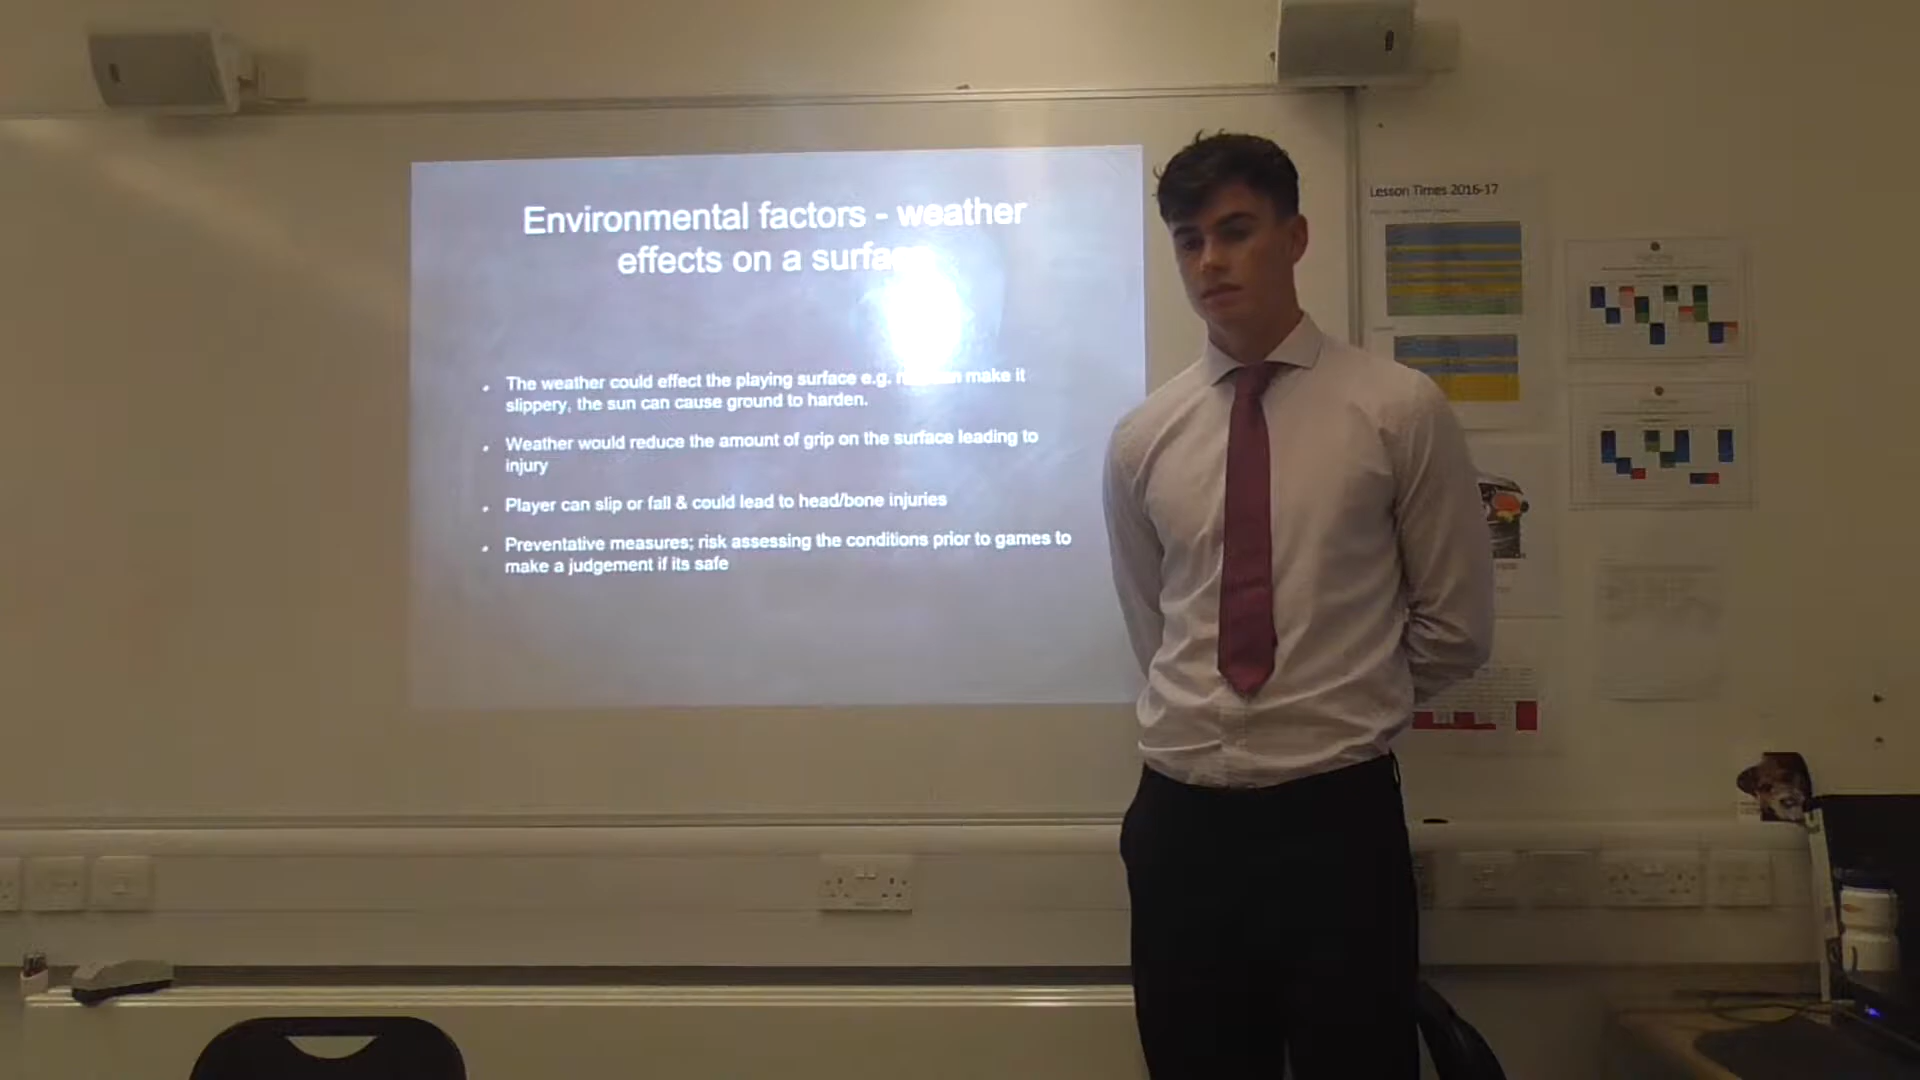 Environmental factors - weather
effects on a
The weather could effect the playing surface e.g. make it
slippery, the sun can cause ground to harden.
Weather would reduce the amount of grip on the surface leading to
injury
Player can slip or fall & could lead to head/bone injuries
Preventative measures; risk assessing the conditions prior to games to
make a judgement if its safe
Lesson Times 2016-17